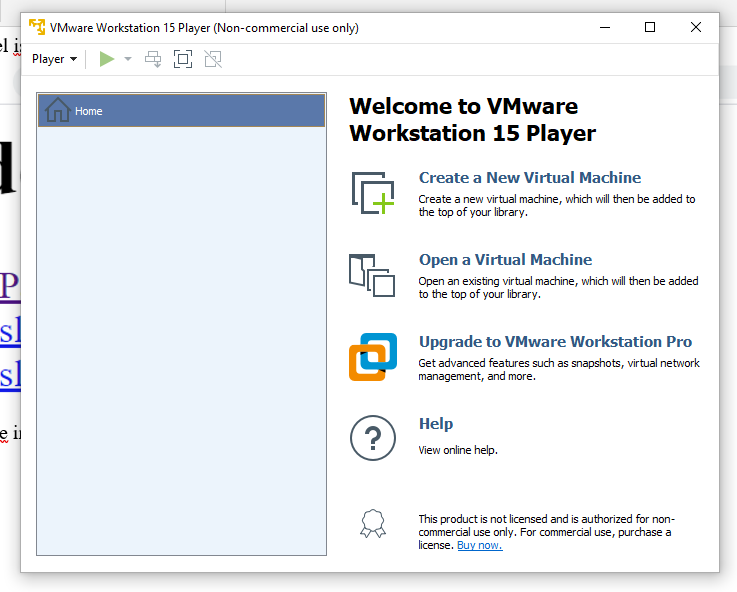 VMware Workstation 15 Player (Non-commercial use only)
Player
Home
Welcome to VMware
Workstation 15 Player
Create a New Virtual Machine
Create a new virtual machine, which will then be added to
the top of your library.
Open a Virtual Machine
Open an existing virtual machine, which will then be added
to the top of your library.
Upgrade to VMware Workstation Pro
Get advanced features such as snapshots, virtual network
management, and more.
Help
View online help.
This product is not licensed and is authorized for non-
commercial use only. For commercial use, purchase a
license. Buy now.